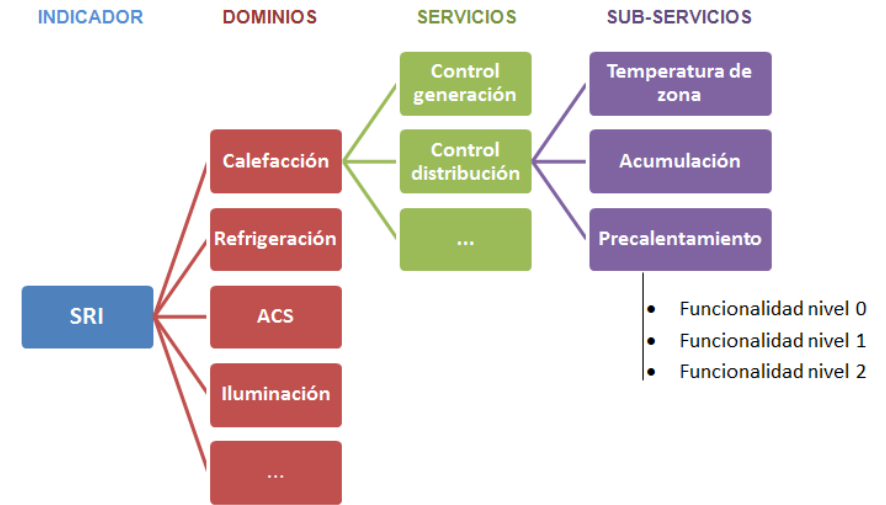 INDICADOR
DOMINIOS
SERVICIOS
SUB-SERVICIOS
SRI
Calefacción
Refrigeración
ACS
Iluminación
...
Control
generación
Control
distribución
...
Temperatura de
zona
Acumulación
Precalentamiento
• Funcionalidad nivel 0
• Funcionalidad nivel 1
• Funcionalidad nivel 2